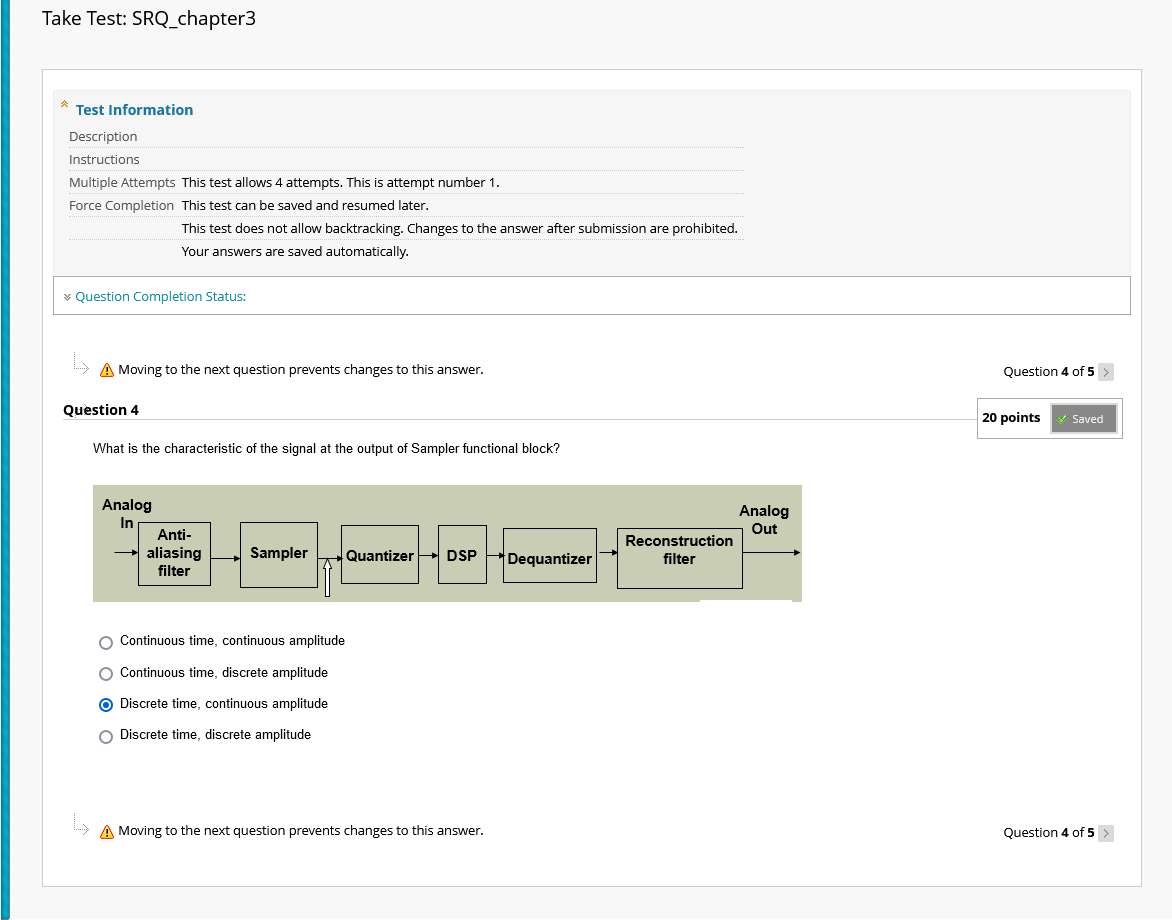 Take Test: SRQ_chapter3
Test Information
Description
Instructions
Multiple Attempts This test allows 4 attempts. This is attempt number 1.
Force Completion This test can be saved and resumed later.
This test does not allow backtracking. Changes to the answer after submission are prohibited.
Your answers are saved automatically.
Question Completion Status:
Moving to the next question prevents changes to this answer.
Question 4 of 5
Question 4
20 points
Saved
What is the characteristic of the signal at the output of Sampler functional block?
Analog
In
Anti-
aliasing
filter
Sampler
Quantizer
DSP
Dequantizer
Reconstruction
filter
Analog
Out
Continuous time, continuous amplitude
Continuous time, discrete amplitude
Discrete time, continuous amplitude
Discrete time, discrete amplitude
Moving to the next question prevents changes to this answer.
Question 4 of 5